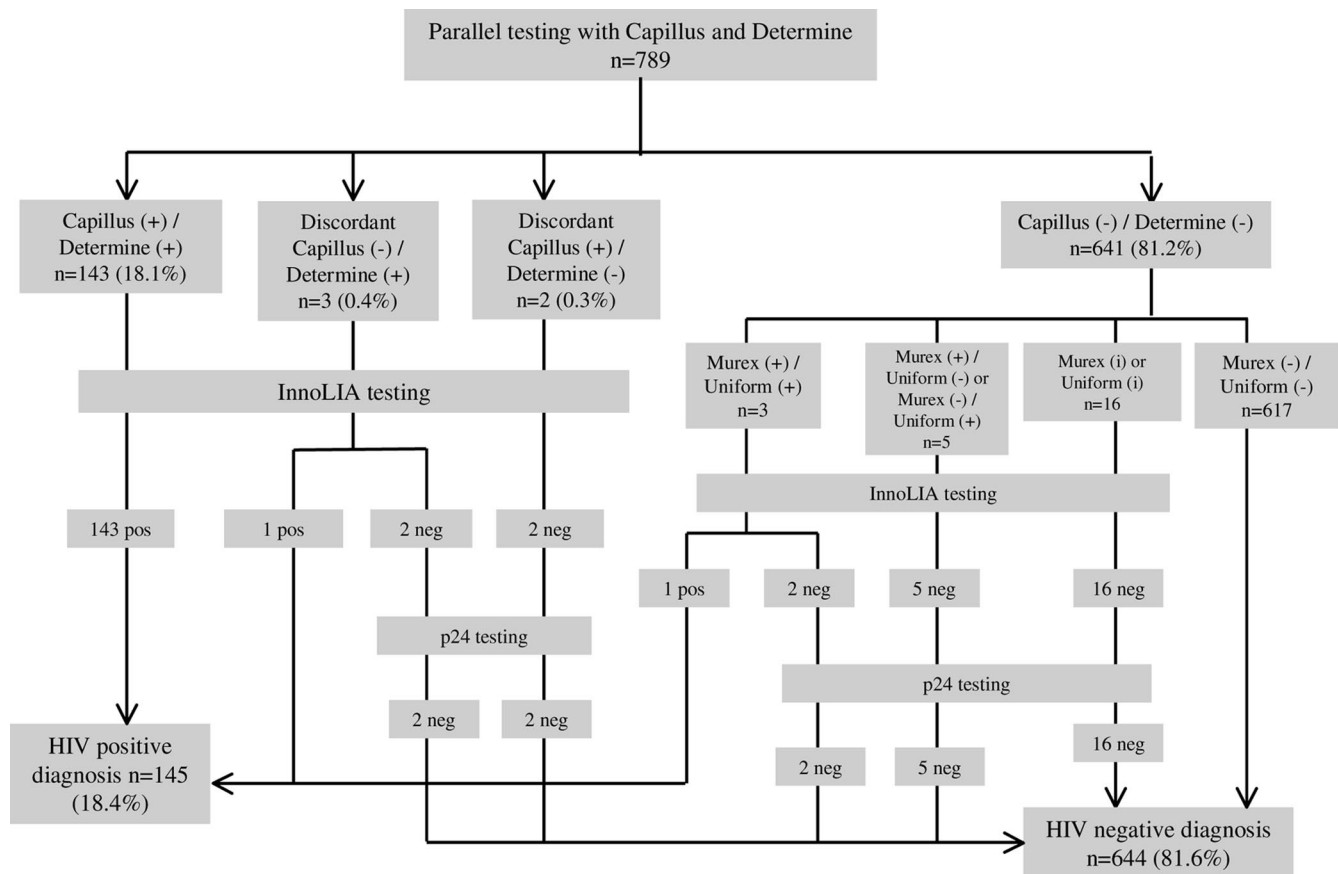 Parallel testing with Capillus and Determine
n=789
Capillus (+) /
Determine (+)
n=143 (18.1%)
Discordant
Capillus (-) /
Determine (+)
n=3 (0.4%)
Discordant
Capillus (+) /
Determine (-)
n=2 (0.3%)
Capillus (-) / Determine (-)
n=641 (81.2%)
Murex (+) /
Uniform (+)
n=3
Murex (+) /
Uniform (-) or
Murex (-) /
Uniform (+)
n=5
Murex (i) or
Uniform (i)
n=16
Murex (-) /
Uniform (-)
n=617
InnoLIA testing
InnoLIA testing
143 pos
1 pos
2 neg
2 neg
1 pos
2 neg
5 neg
16 neg
p24 testing
p24 testing
2 neg
2 neg
2 neg
5 neg
16 neg
HIV positive
diagnosis n=145
(18.4%)
HIV negative diagnosis
n=644 (81.6%)